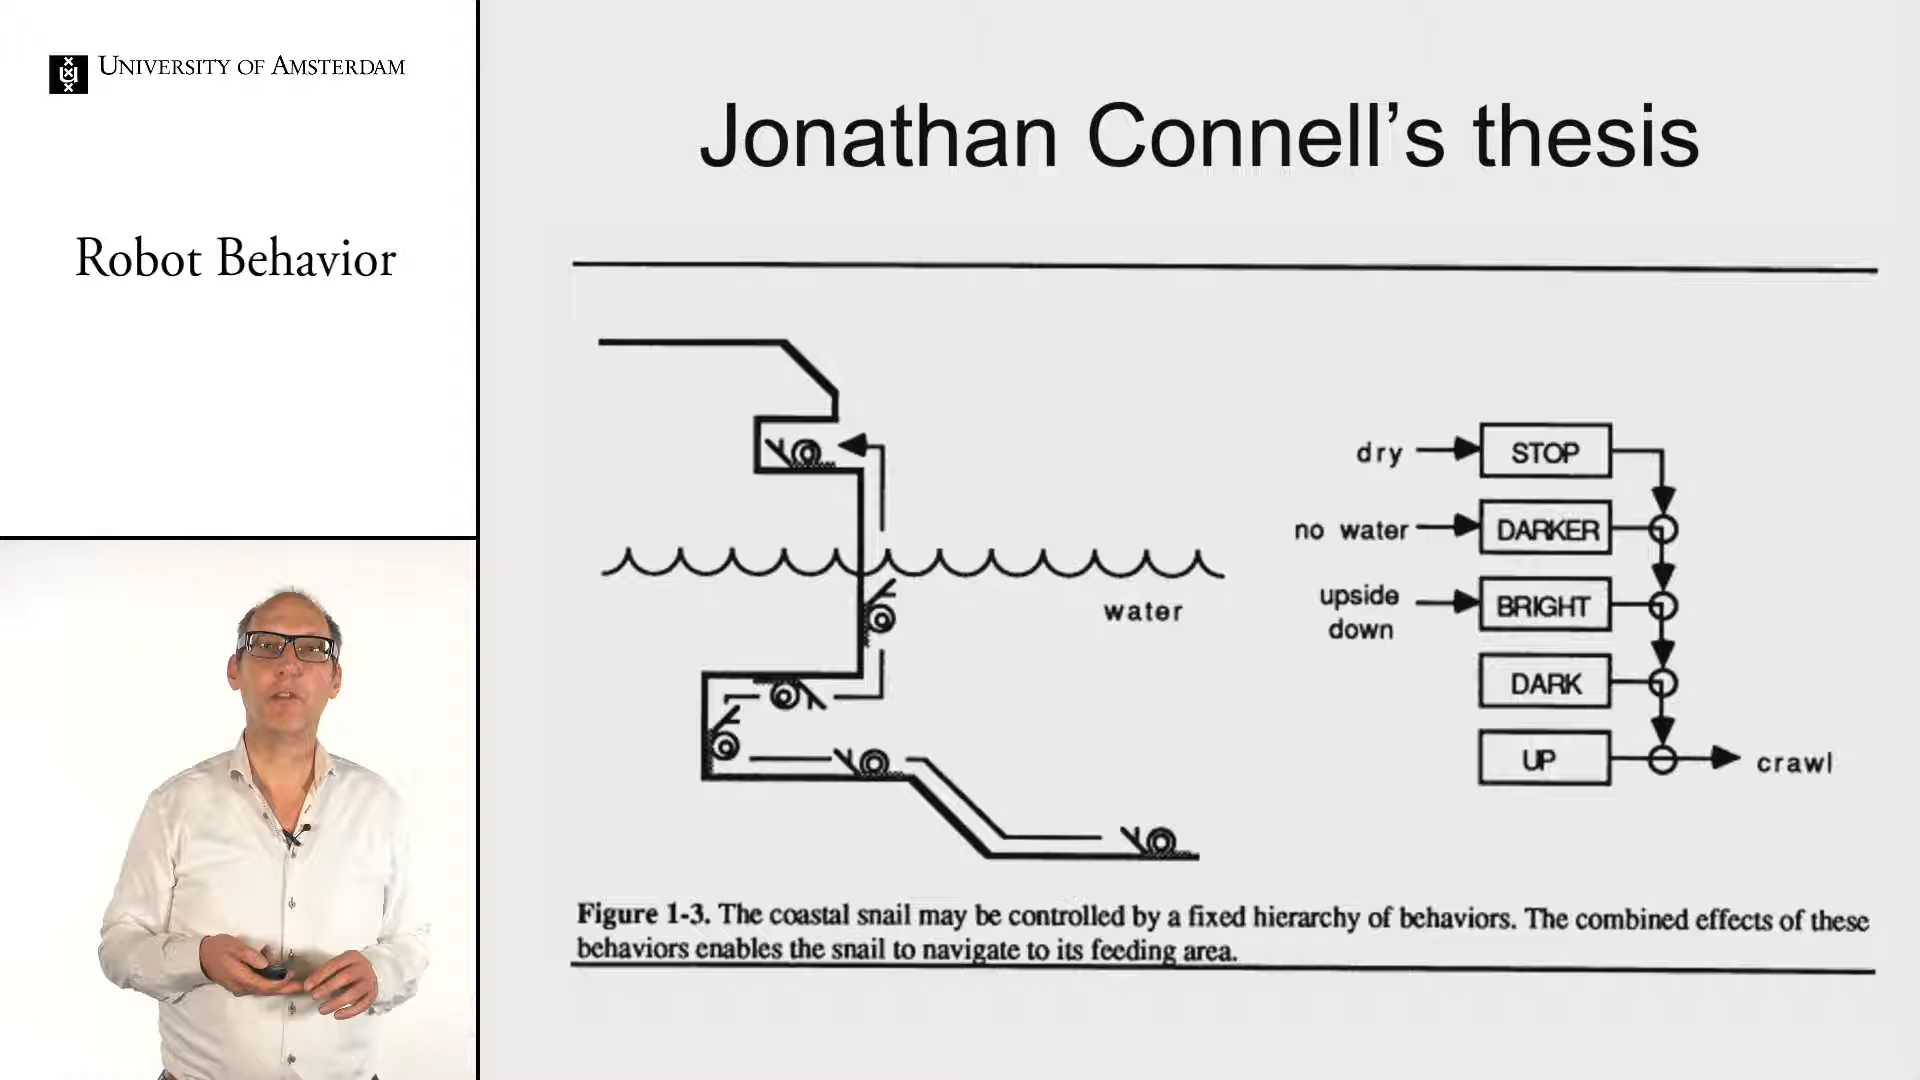 UNIVERSITY OF AMSTERDAM
Robot Behavior
Jonathan Connell’s thesis
water
dry
STOP
no water
DARKER
upside
down
BRIGHT
DARK
UP
crawl
Figure 1-3. The coastal snail may be controlled by a fixed hierarchy of behaviors. The combined effects of these
behaviors enables the snail to navigate to its feeding area.